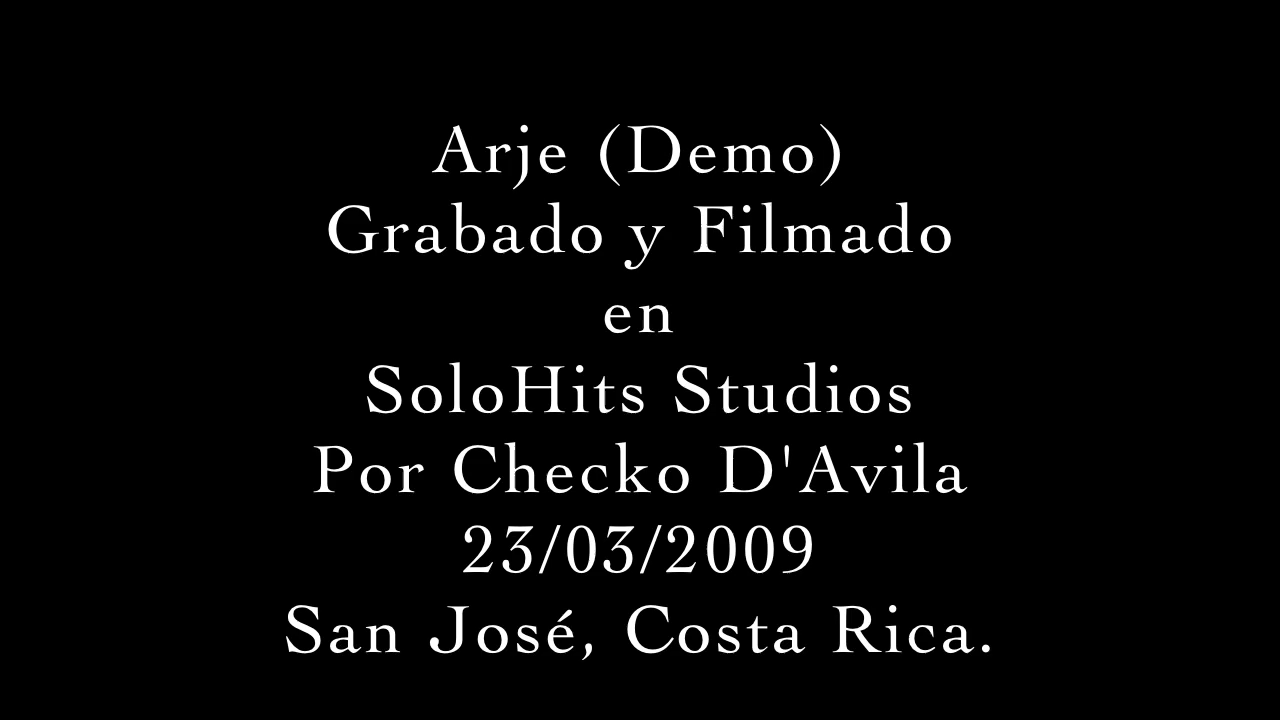 Arje (Demo)
Grabado y Filmado
en
SoloHits Studios
Por Checko D'Avila
23/03/2009
San José, Costa Rica.